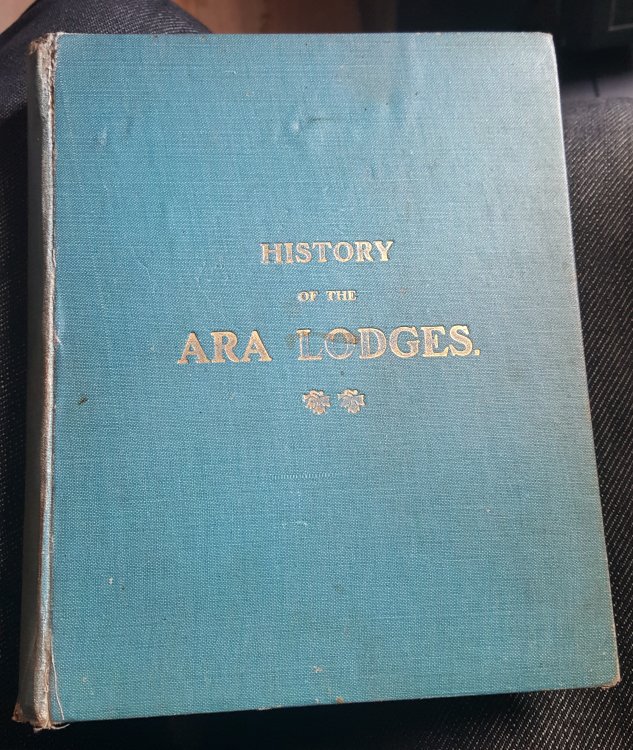 HISTORY
OF THE
ARA LODGES.